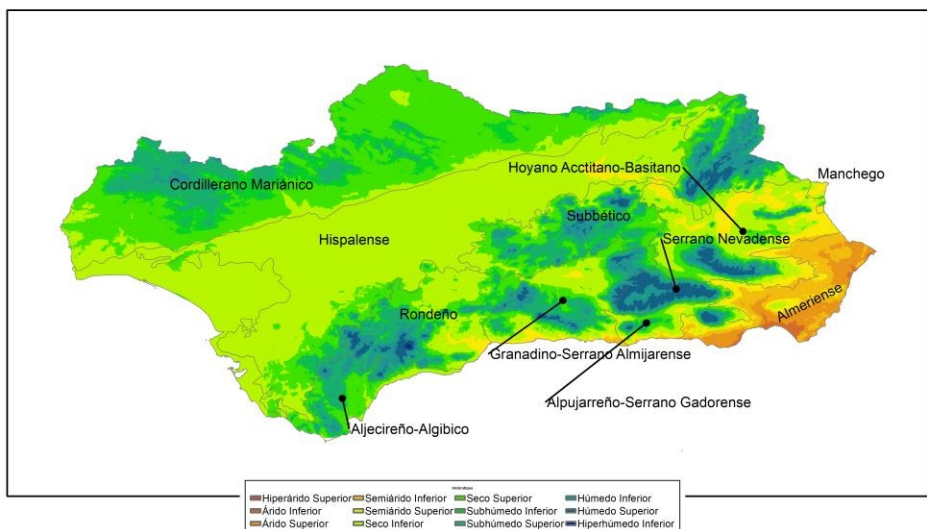 Hoyano Acctitano-Basitano
Manchego
Cordillerano Mariánico
Subbético
Hispalense
Serrano Nevadense
Almeriense
Rondeño
Granadino-Serrano Almijarense
Alpujarreño-Serrano Gadorense
Aljecireño-Algibico
Hiperárido Superior
Semiárido Inferior
Seco Superior
Húmedo Inferior
Árido Inferior
Semiárido Superior
Subhúmedo Inferior
Húmedo Superior
Árido Superior
Seco Inferior
Subhúmedo Superior
Hiperhúmedo Inferior